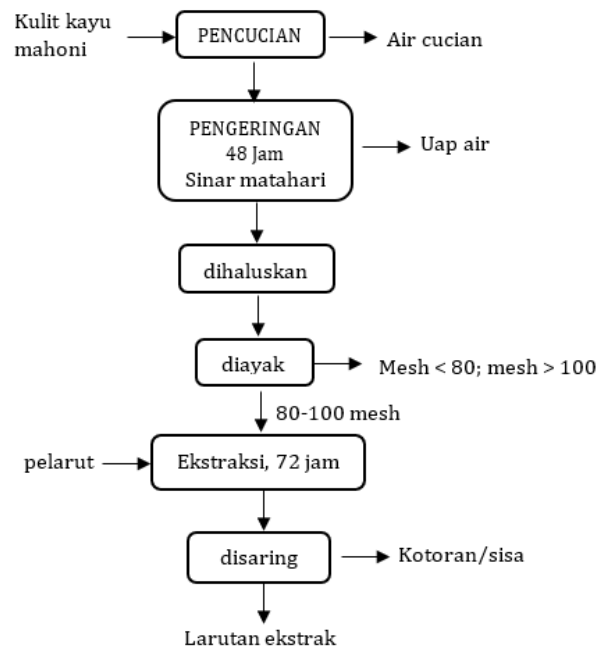 Kulit kayu
mahoni
PENCUCIAN
Air cucian
PENGERINGAN
48 Jam
Sinar matahari
Uap air
dihaluskan
diayak
Mesh < 80; mesh > 100
80-100 mesh
pelarut
Ekstraksi, 72 jam
disaring
Kotoran/sisa
Larutan ekstrak